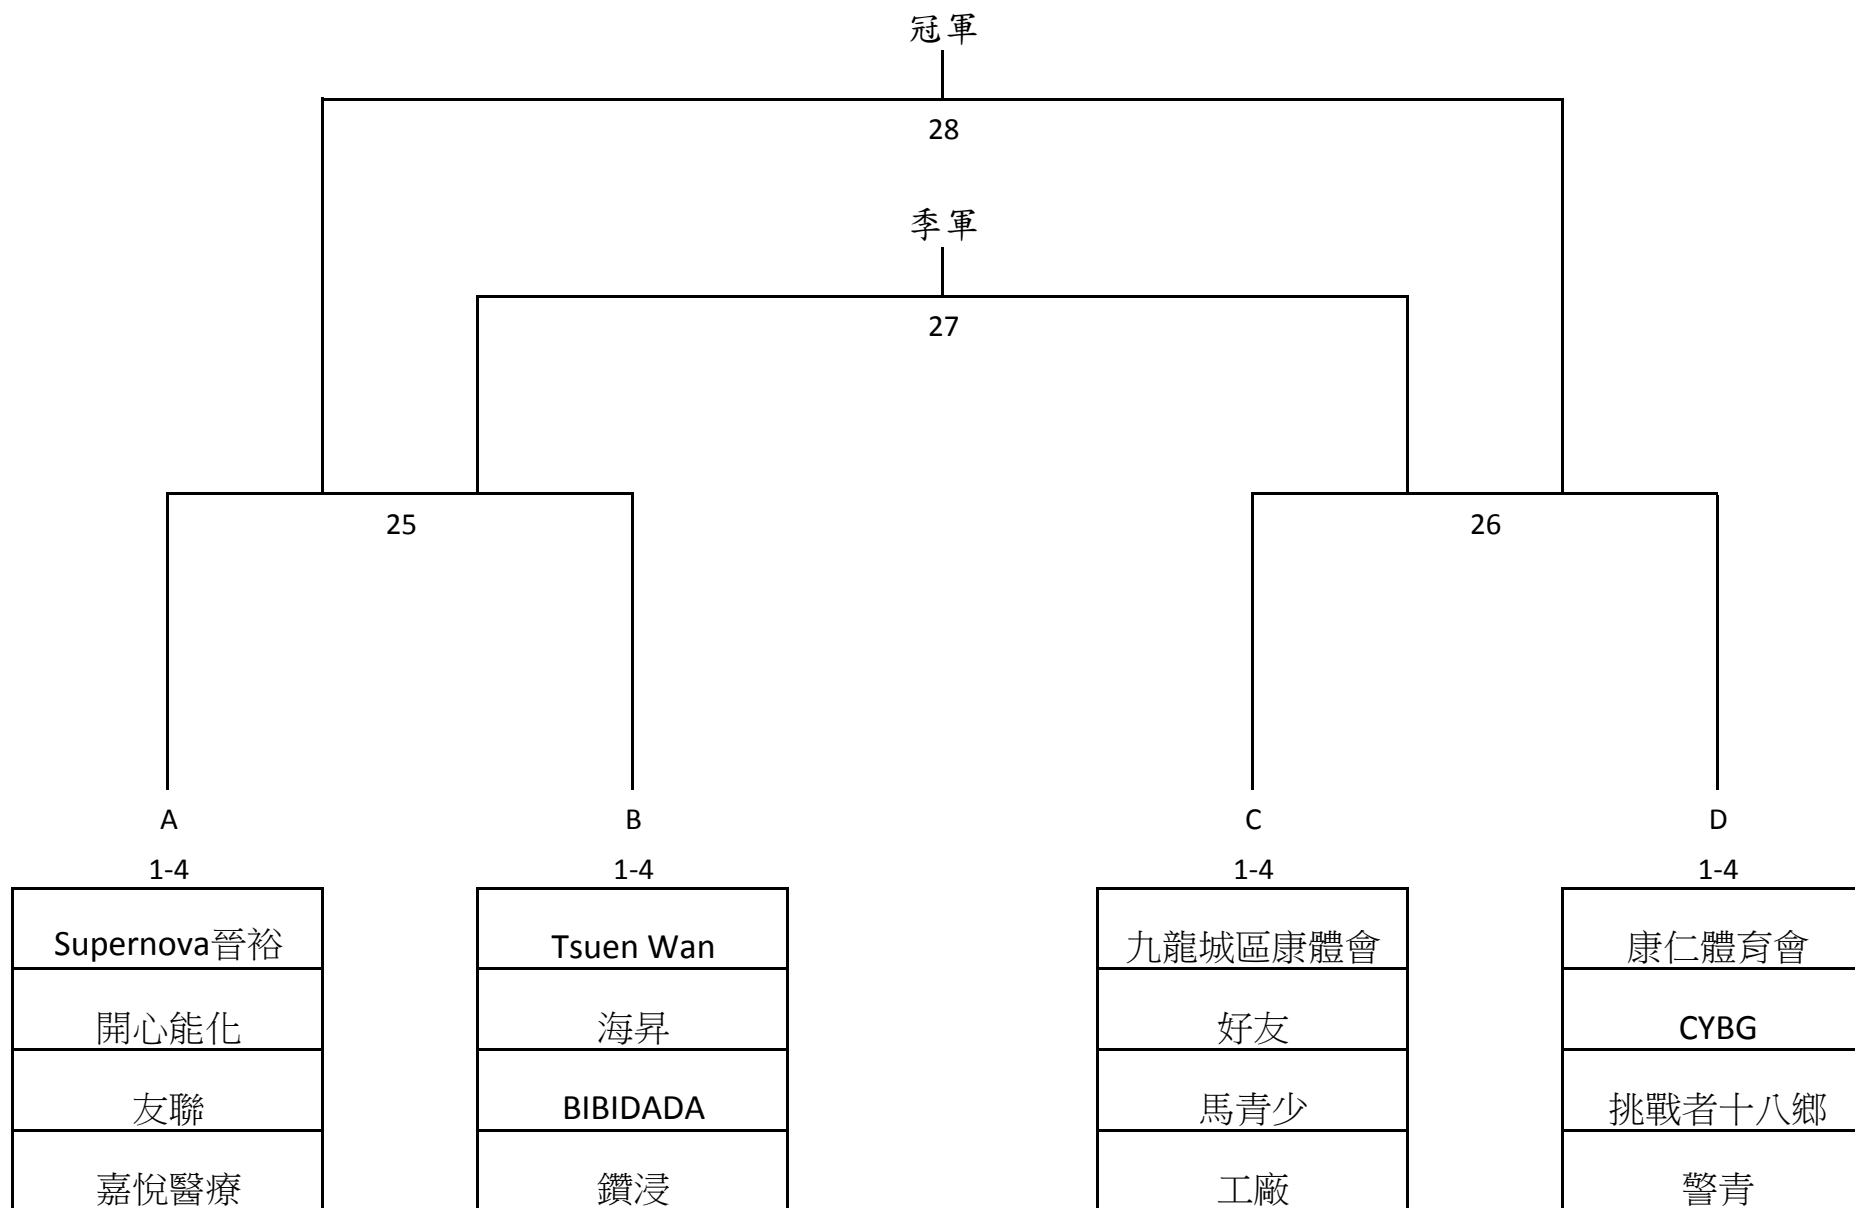 冠軍
28
季軍
27
25 26
A B C D
1-4 1-4 1-4 1-4
Supernova晉裕 Tsuen Wan 九龍城區康體會 康仁體育會
開心能化 海昇 好友 CYBG
友聯 BIBIDADA 馬青少 挑戰者十八鄉
嘉悅醫療 鑽浸 工廠 警青